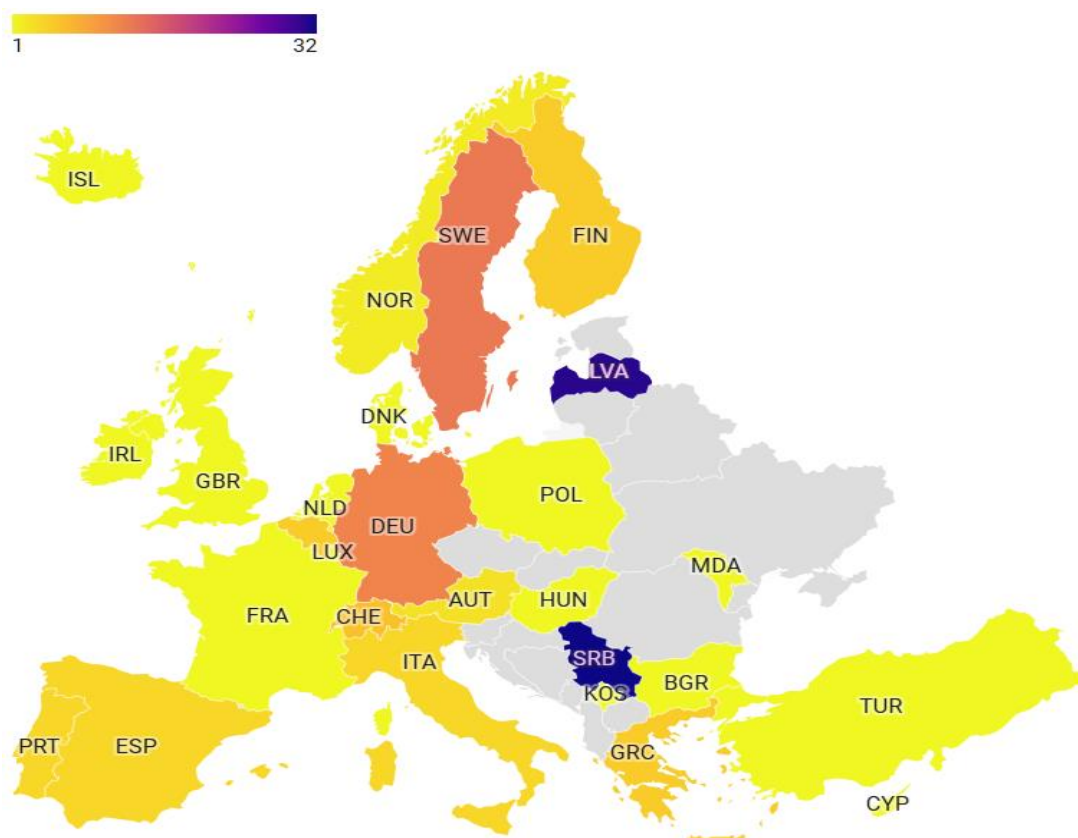 1 32
ISL
SWE FIN
NOR
LVA
DNK
IRL
GBR NLD DEU POL
LUX MDA
FRA CHE AUT HUN
ITA SRB
KOS BGR
PRT ESP GRC TUR
CYP